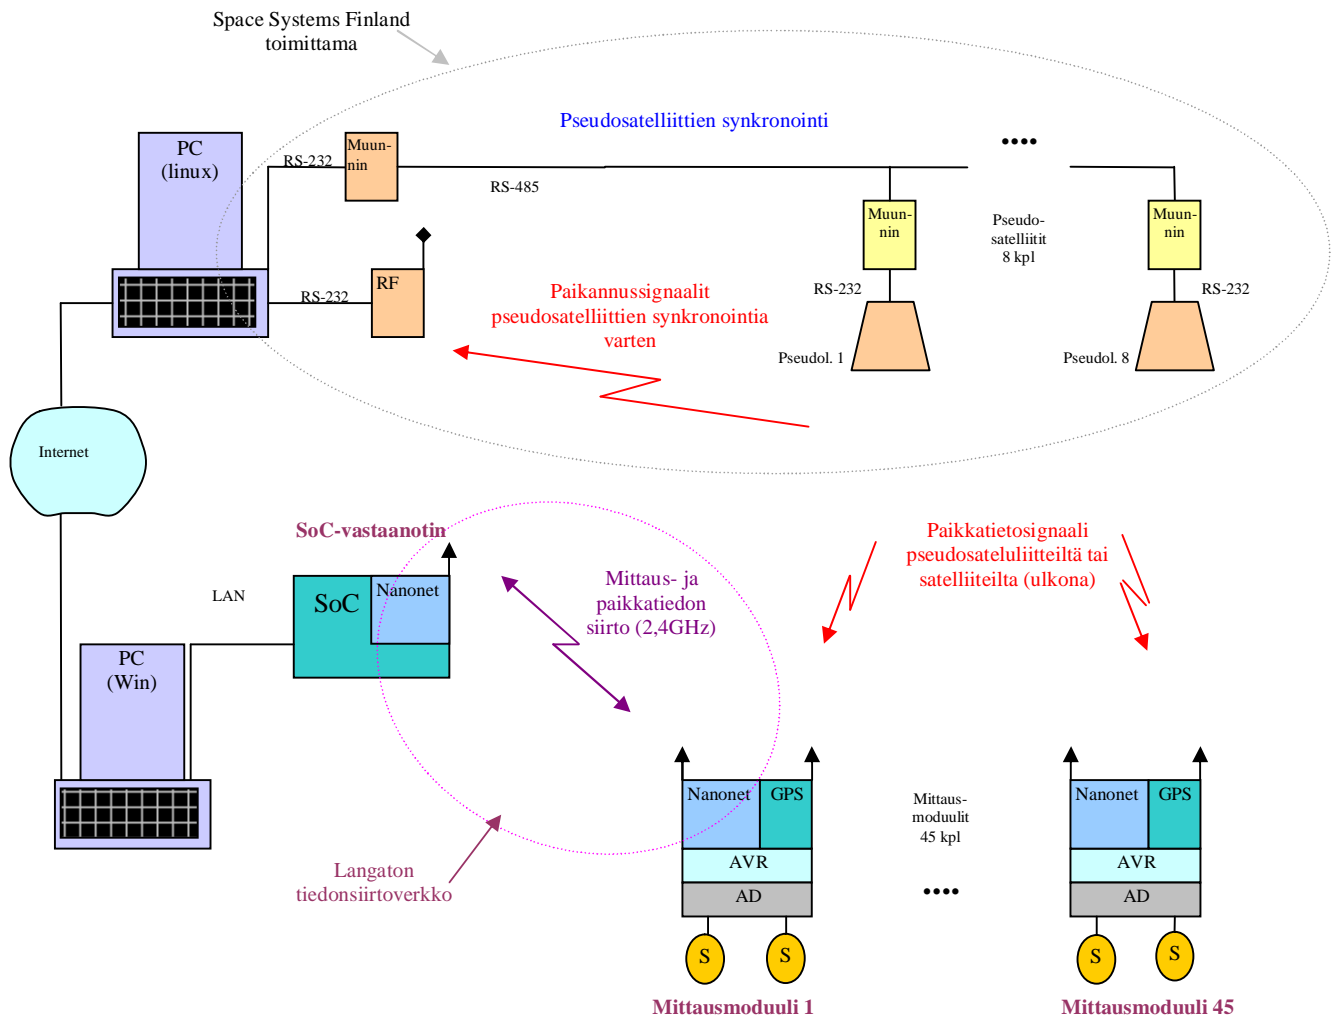 Space Systems Finland
toimittama
Pseudosatelliittien synkronointi
PC
(linux)
RS-232
Muun-
nin
RS-485
Muun-
nin
Pseudo-
satelliitit
8 kpl
Muun-
nin
RF
RS-232
Paikannussignaalit
pseudosatelliittien synkronointia
varten
RS-232
RS-232
Pseudol. 1
Pseudol. 8
Internet
SoC-vastaanotin
Paikkatietosignaali
pseudosateluliitteiltä tai
satelliiteilta (ulkona)
LAN
SoC
Nanonet
Mittaus- ja
paikkatiedon
siirto (2,4GHz)
PC
(Win)
Nanonet
GPS
AVR
AD
S
S
Mittaus-
moduulit
45 kpl
Nanonet
GPS
AVR
AD
S
S
Langaton
tiedonsiirtoverkko
Mittausmoduuli 1
Mittausmoduuli 45